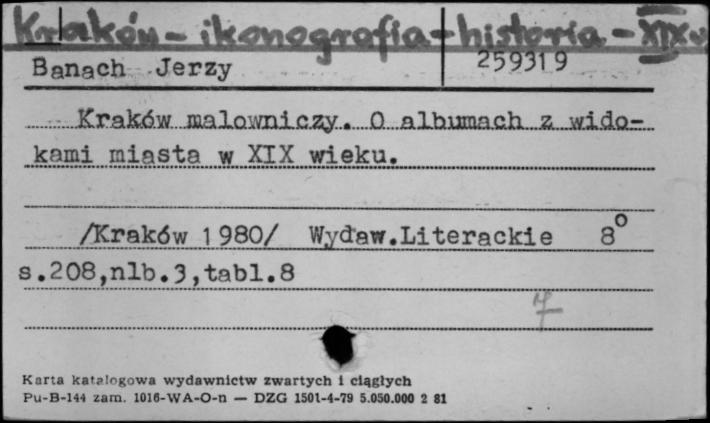 Kraków - ikonografia - historia - XIX w
Banach Jerzy 259319
Kraków malowniczy. O albumach z wido-
kami miasta w XIX wieku.
/Kraków 1980/ Wydaw.Literackie 8°
s.208,nlb.3,tabl.8
Karta katalogowa wydawnictw zwartych i ciągłych
Pu-B-144 zam. 1016-WA-O-n — DZG 1501-4-79 5.050.000 2 81